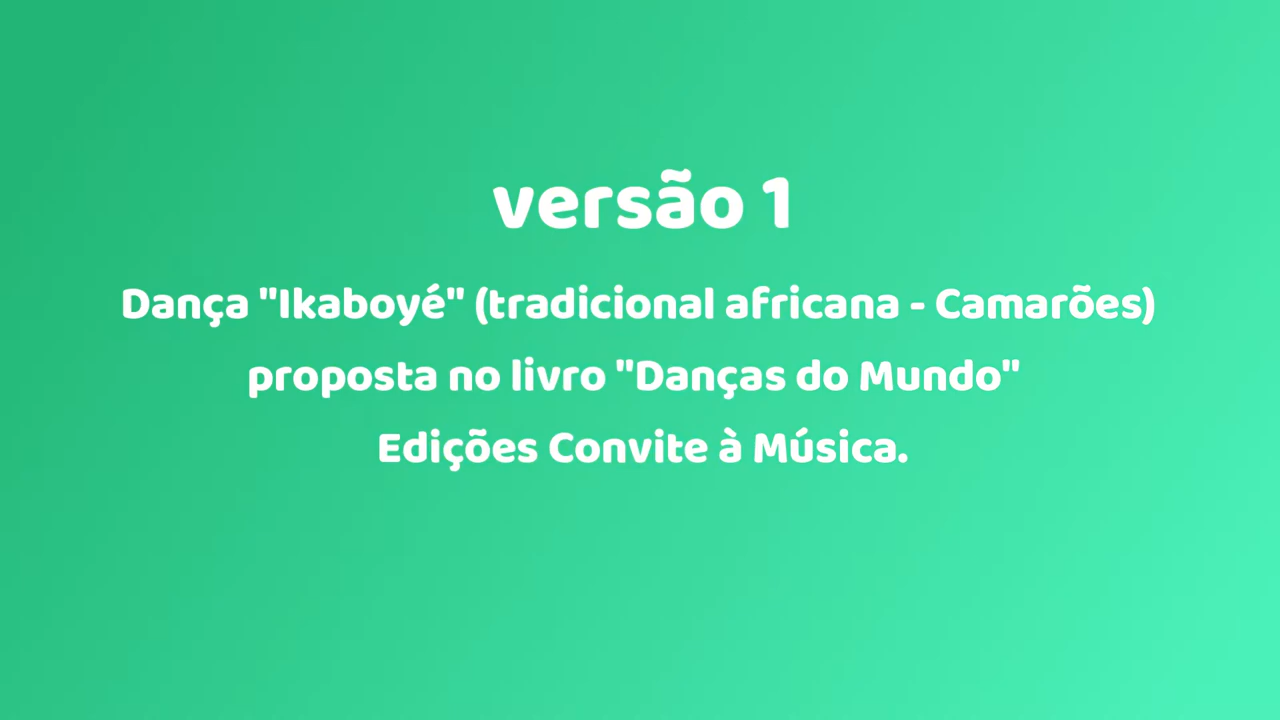 versão 1
Dança "Ikaboyé" (tradicional africana - Camarões)
proposta no livro "Danças do Mundo"
Edições Convite à Música.